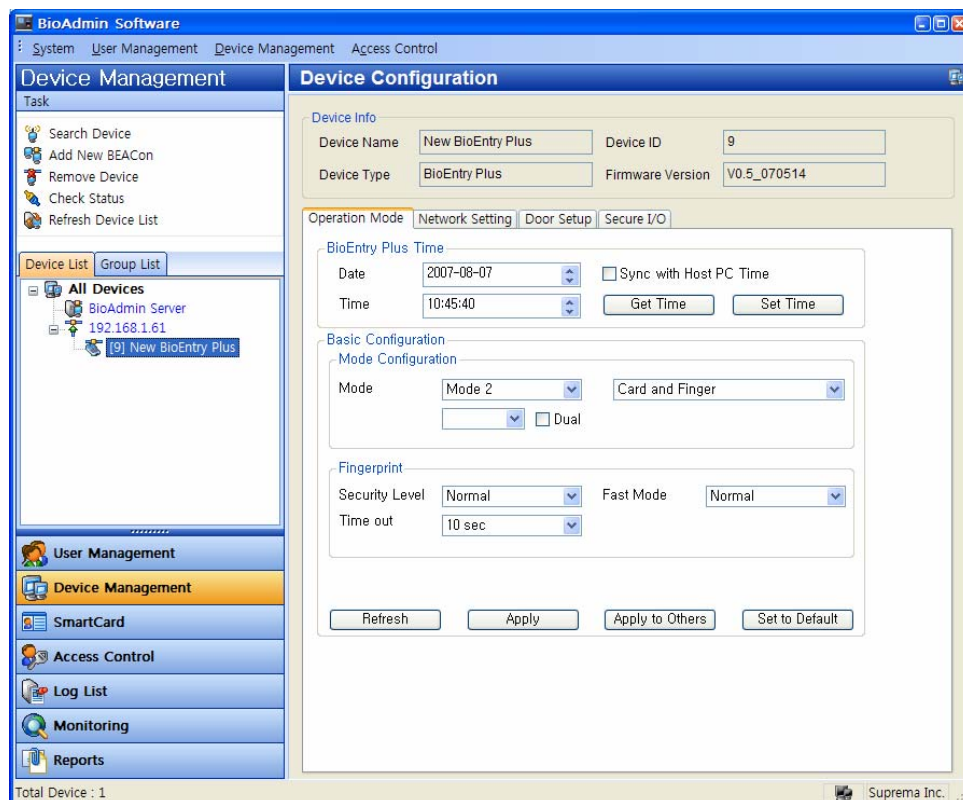 BioAdmin Software
System User Management Device Management Access Control
Device Management
Task
Search Device
Add New BEACon
Remove Device
Check Status
Refresh Device List
Device List Group List
All Devices
BioAdmin Server
192.168.1.61
[9] New BioEntry Plus
User Management
Device Management
SmartCard
Access Control
Log List
Monitoring
Reports
Device Configuration
Device Info
Device Name New BioEntry Plus Device ID 9
Device Type BioEntry Plus Firmware Version V0.5_070514
Operation Mode Network Setting Door Setup Secure I/O
BioEntry Plus Time
Date 2007-08-07 Sync with Host PC Time
Time 10:45:40 Get Time Set Time
Basic Configuration
Mode Configuration
Mode Mode 2 Card and Finger
Dual
Fingerprint
Security Level Normal Fast Mode Normal
Time out 10 sec
Refresh Apply Apply to Others Set to Default
Total Device : 1 Suprema Inc.